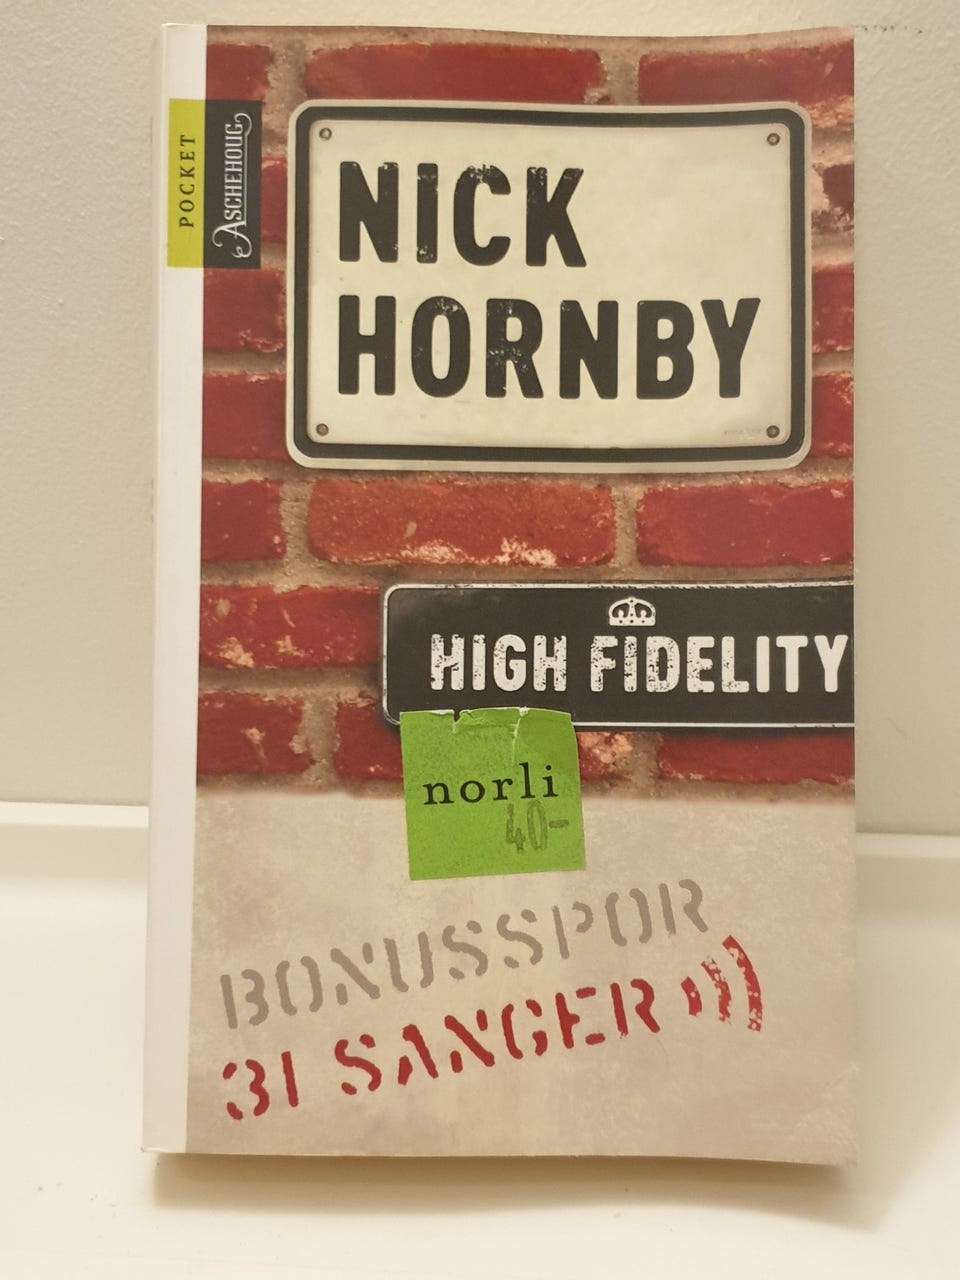 POCKET
ASCHEHOUG
NICK
HORNBY
HIGH FIDELITY
norli
40-
BONUSSPOR
31 SANGER